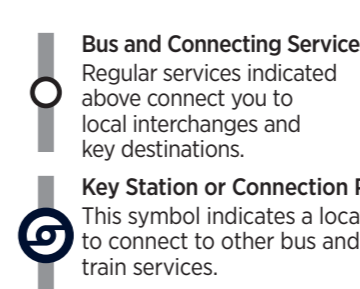 Bus and Connecting Service
Regular services indicated
above connect you to
local interchanges and
key destinations.
Key Station or Connection
This symbol indicates a
to connect to other bus and
train services.